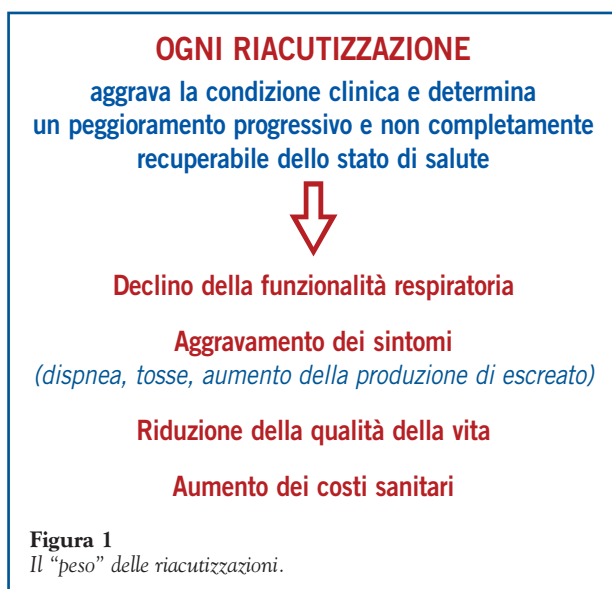 OGNI RIACUTIZZAZIONE
aggrava la condizione clinica e determina
un peggioramento progressivo e non completamente
recuperabile dello stato di salute
Declino della funzionalità respiratoria
Aggravamento dei sintomi
(dispnea, tosse, aumento della produzione di escreato)
Riduzione della qualità della vita
Aumento dei costi sanitari
Figura 1
Il “peso” delle riacutizzazioni.